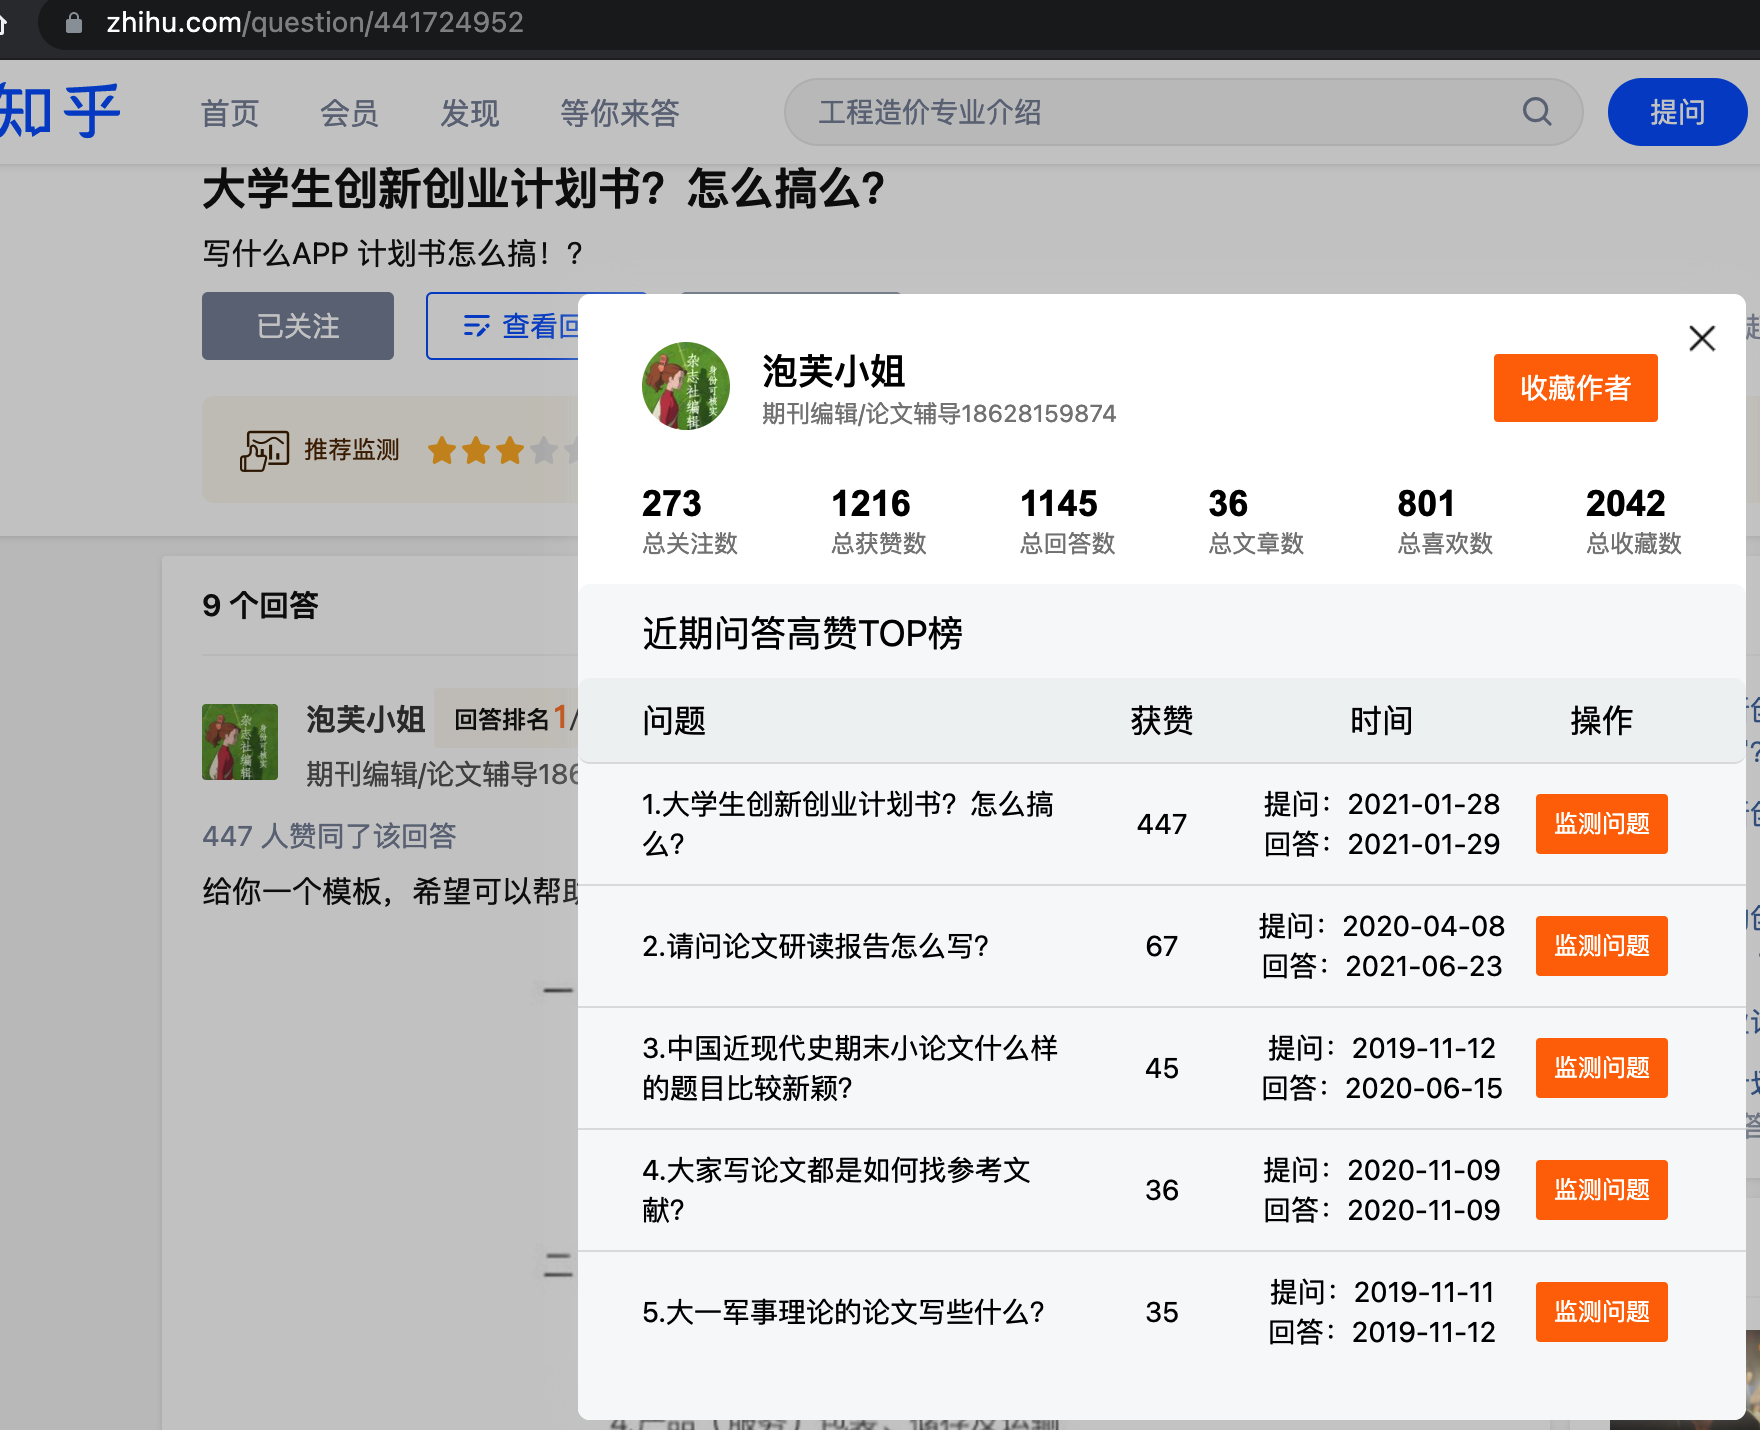 zhihu.com/question/441724952
知乎
首页 会员 发现 等你来答 工程造价专业介绍 提问
大学生创新创业计划书？怎么搞么？
写什么APP 计划书怎么搞！？
已关注 查看回
推荐监测
9 个回答
泡芙小姐 回答排名1/
期刊编辑/论文辅导186
447 人赞同了该回答
给你一个模板，希望可以帮助
一
二
杂志社编辑
身份可核实
泡芙小姐
期刊编辑/论文辅导18628159874
收藏作者
273 1216 1145 36 801 2042
总关注数 总获赞数 总回答数 总文章数 总喜欢数 总收藏数
近期问答高赞TOP榜
问题 获赞 时间 操作
1.大学生创新创业计划书？怎么搞
么？
447
提问：2021-01-28
回答：2021-01-29
监测问题
2.请问论文研读报告怎么写？
67
提问：2020-04-08
回答：2021-06-23
监测问题
3.中国近现代史期末小论文什么样
的题目比较新颖？
45
提问：2019-11-12
回答：2020-06-15
监测问题
4.大家写论文都是如何找参考文
献？
36
提问：2020-11-09
回答：2020-11-09
监测问题
5.大一军事理论的论文写些什么？
35
提问：2019-11-11
回答：2019-11-12
监测问题